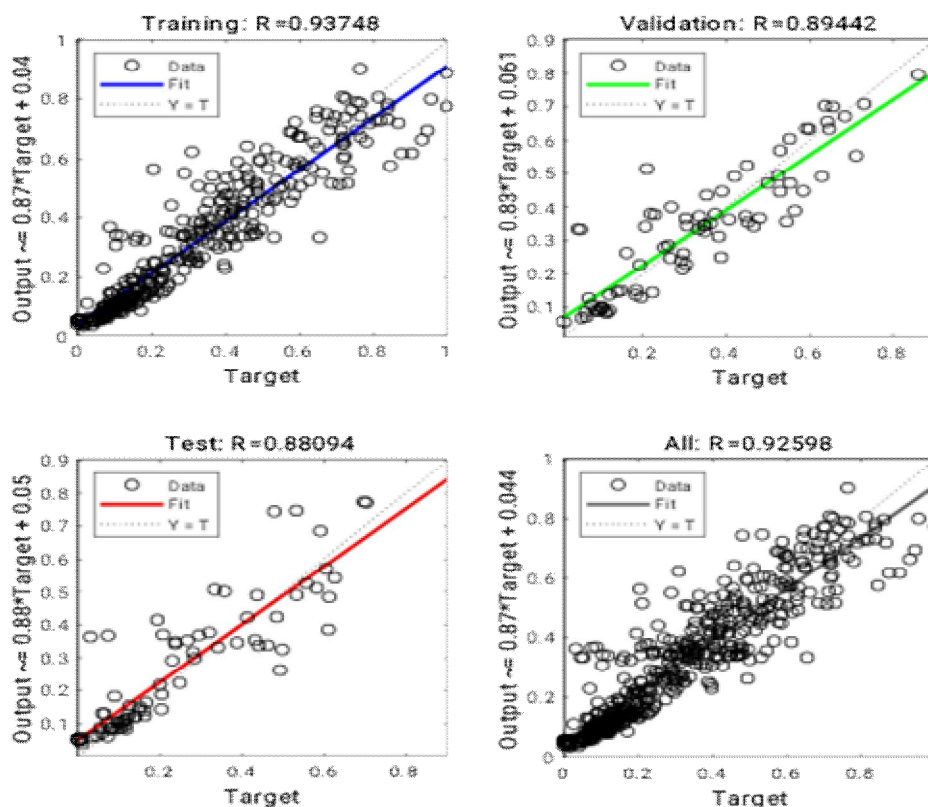 Training: R=0.93748
Output ~= 0.87*Target + 0.04
1
0.8
0.6
0.4
0.2
0
Data
Fit
Y = T
0
0.2
0.4
0.6
0.8
1
Target
Validation: R=0.89442
Output ~= 0.83*Target + 0.061
0.9
0.8
0.7
0.6
0.5
0.4
0.3
0.2
0.1
Data
Fit
Y = T
0.2
0.4
0.6
0.8
Target
Test: R=0.88094
Output ~= 0.88*Target + 0.05
0.9
0.8
0.7
0.6
0.5
0.4
0.3
0.2
0.1
Data
Fit
Y = T
0.2
0.4
0.6
0.8
Target
All: R=0.92598
Output ~= 0.87*Target + 0.044
1
0.8
0.6
0.4
0.2
0
Data
Fit
Y = T
0
0.2
0.4
0.6
0.8
1
Target